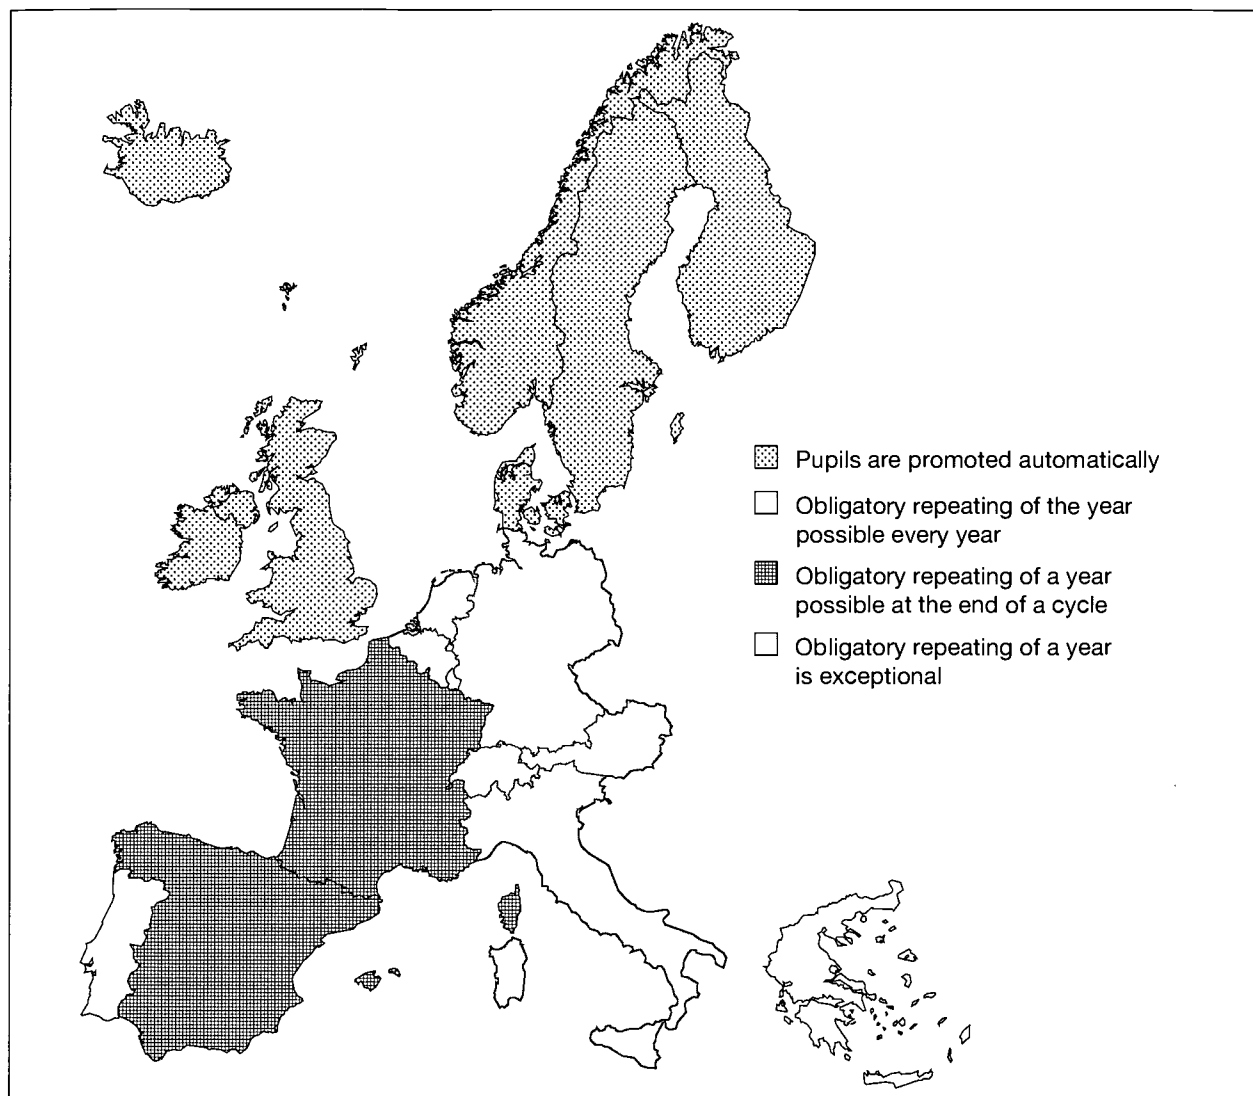 Pupils are promoted automatically
Obligatory repeating of the year
possible every year
Obligatory repeating of a year
possible at the end of a cycle
Obligatory repeating of a year
is exceptional